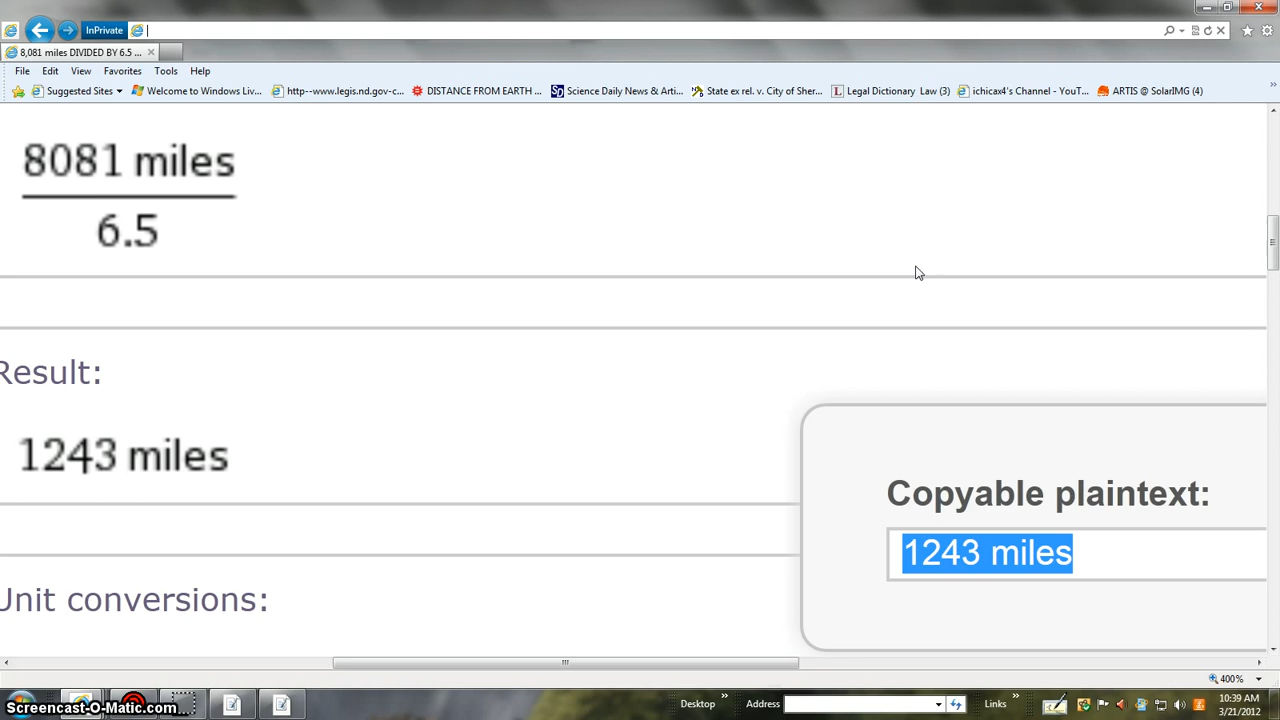 InPrivate
8,081 miles DIVIDED BY 6.5 ...
File Edit View Favorites Tools Help
Suggested Sites Welcome to Windows Liv... http--www.legis.nd.gov-c... DISTANCE FROM EARTH ... Science Daily News & Arti... State ex rel. v. City of Sher... Legal Dictionary Law (3) ichicax4's Channel - YouT... ARTIS @ SolarIMG (4)
8081 miles
6.5
Result:
1243 miles
Copyable plaintext:
1243 miles
Unit conversions:
400%
Desktop Address Links 10:39 AM
3/21/2012
Screencast-O-Matic.com